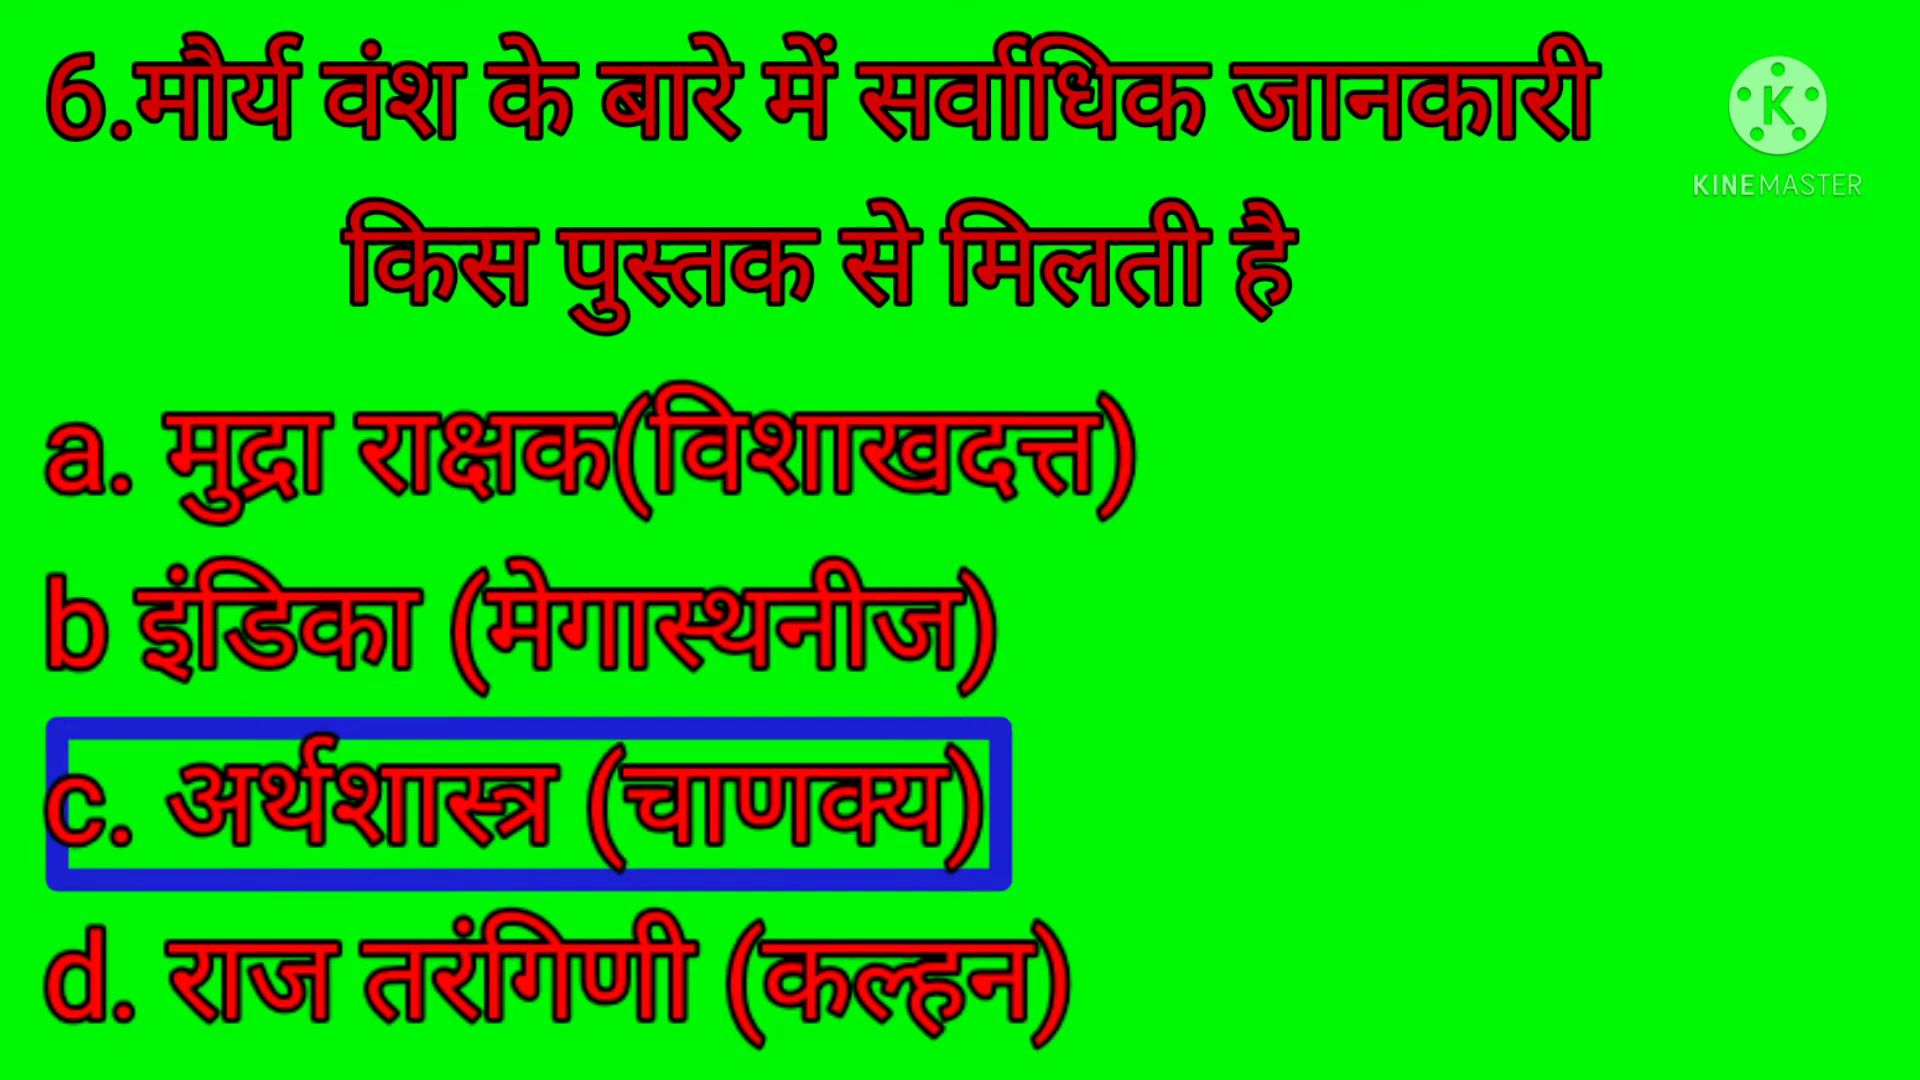 6.मौर्य वंश के बारे में सर्वाधिक जानकारी
किस पुस्तक से मिलती है
a. मुद्रा राक्षक(विशाखदत्त)
b इंडिका (मेगास्थनीज)
c. अर्थशास्त्र (चाणक्य)
d. राज तरंगिणी (कल्हन)
K
KINEMASTER